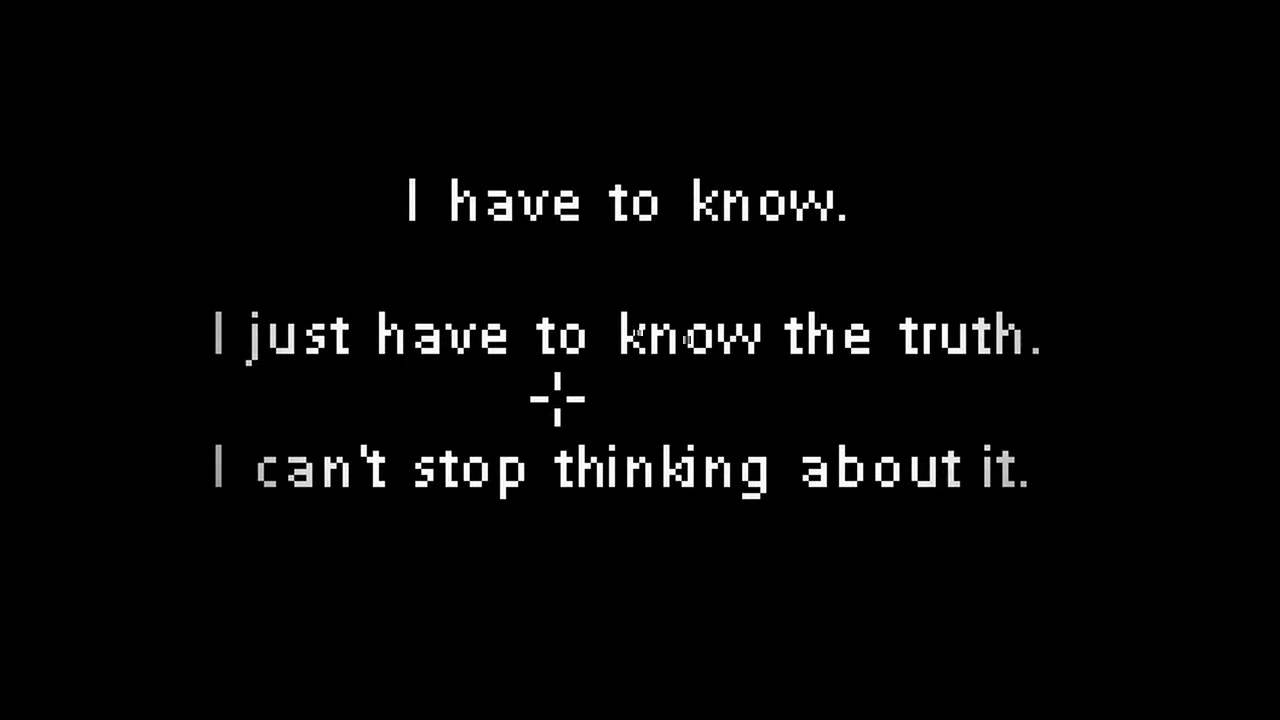 I have to know.
I just have to know the truth.
I can't stop thinking about it.